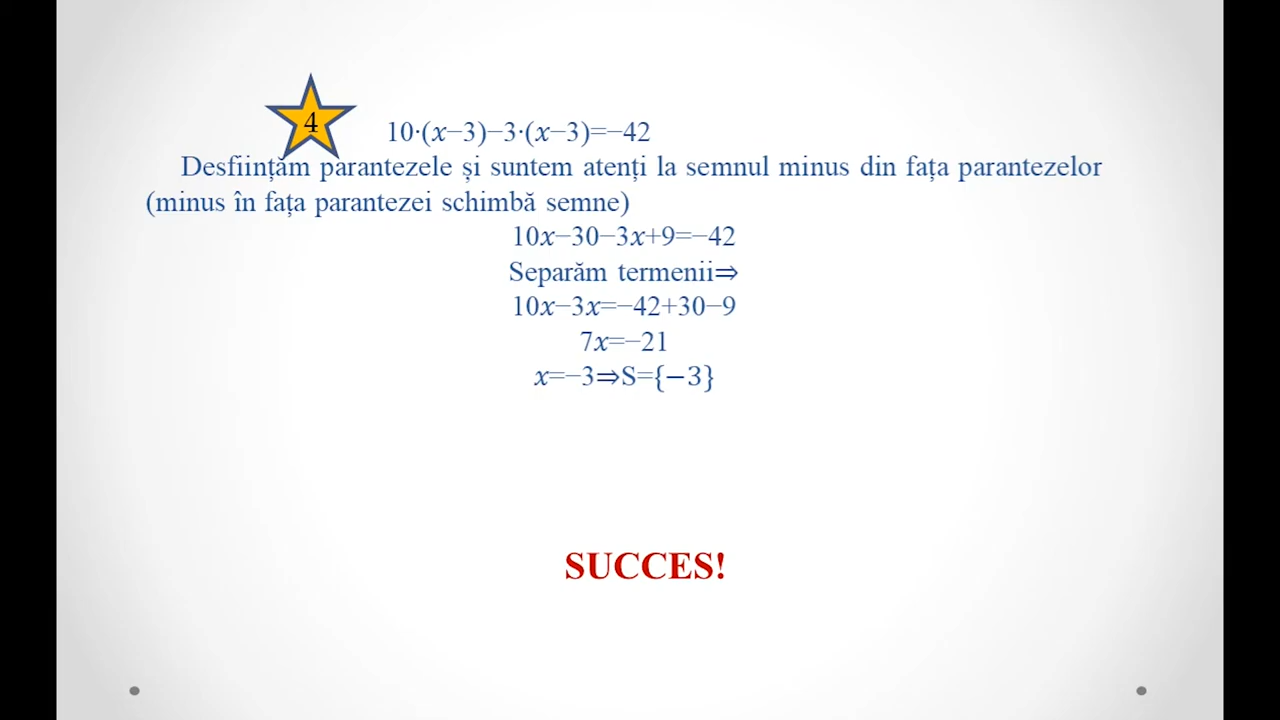 4
10·(x−3)−3·(x−3)=−42
Desființăm parantezele și suntem atenți la semnul minus din fața parantezelor
(minus în fața parantezei schimbă semne)
10x−30−3x+9=−42
Separăm termenii⇒
10x−3x=−42+30−9
7x=−21
x=−3⇒S={−3}
SUCCES!